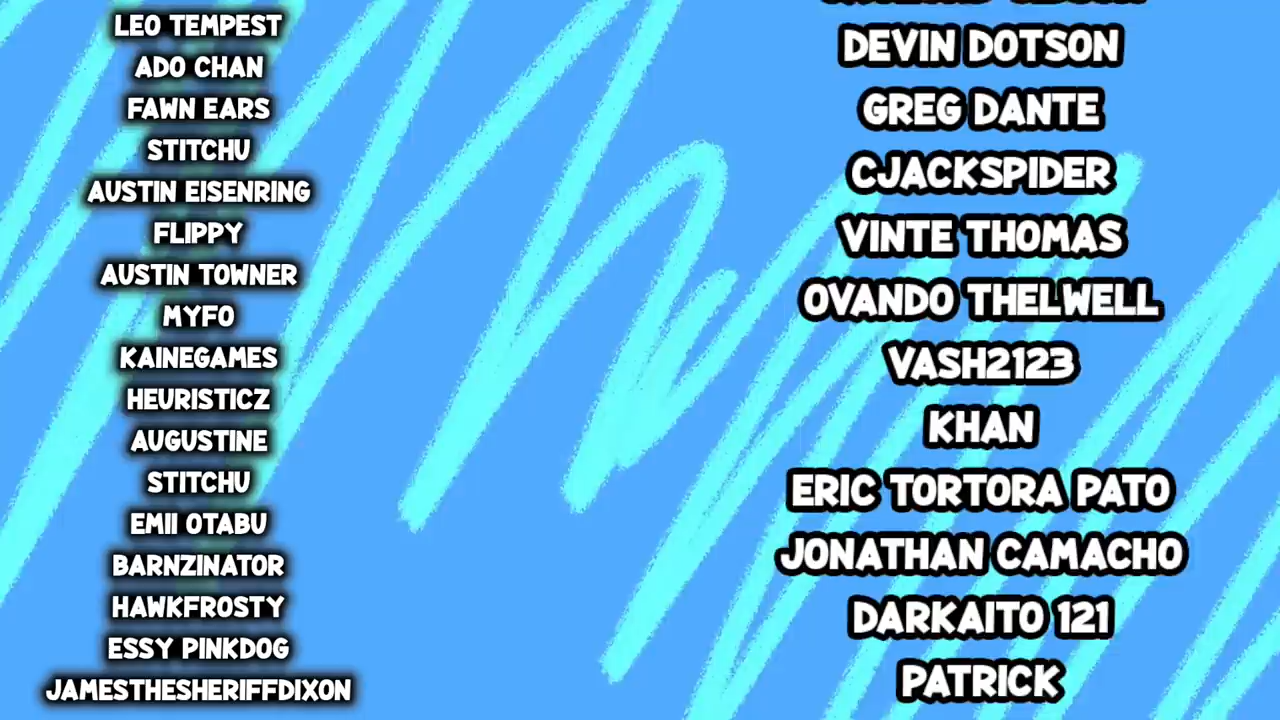 LEO TEMPEST
ADO CHAN
FAWN EARS
STITCHU
AUSTIN EISENRING
FLIPPY
AUSTIN TOWNER
MYFO
KAINEGAMES
HEURISTICZ
AUGUSTINE
STITCHU
EMII OTABU
BARNZINATOR
HAWKFROSTY
ESSY PINKDOG
JAMESTHESHERIFFDIXON
DEVIN DOTSON
GREG DANTE
CJACKSPIDER
VINTE THOMAS
OVANDO THELWELL
VASH2123
KHAN
ERIC TORTORA PATO
JONATHAN CAMACHO
DARKAITO 121
PATRICK